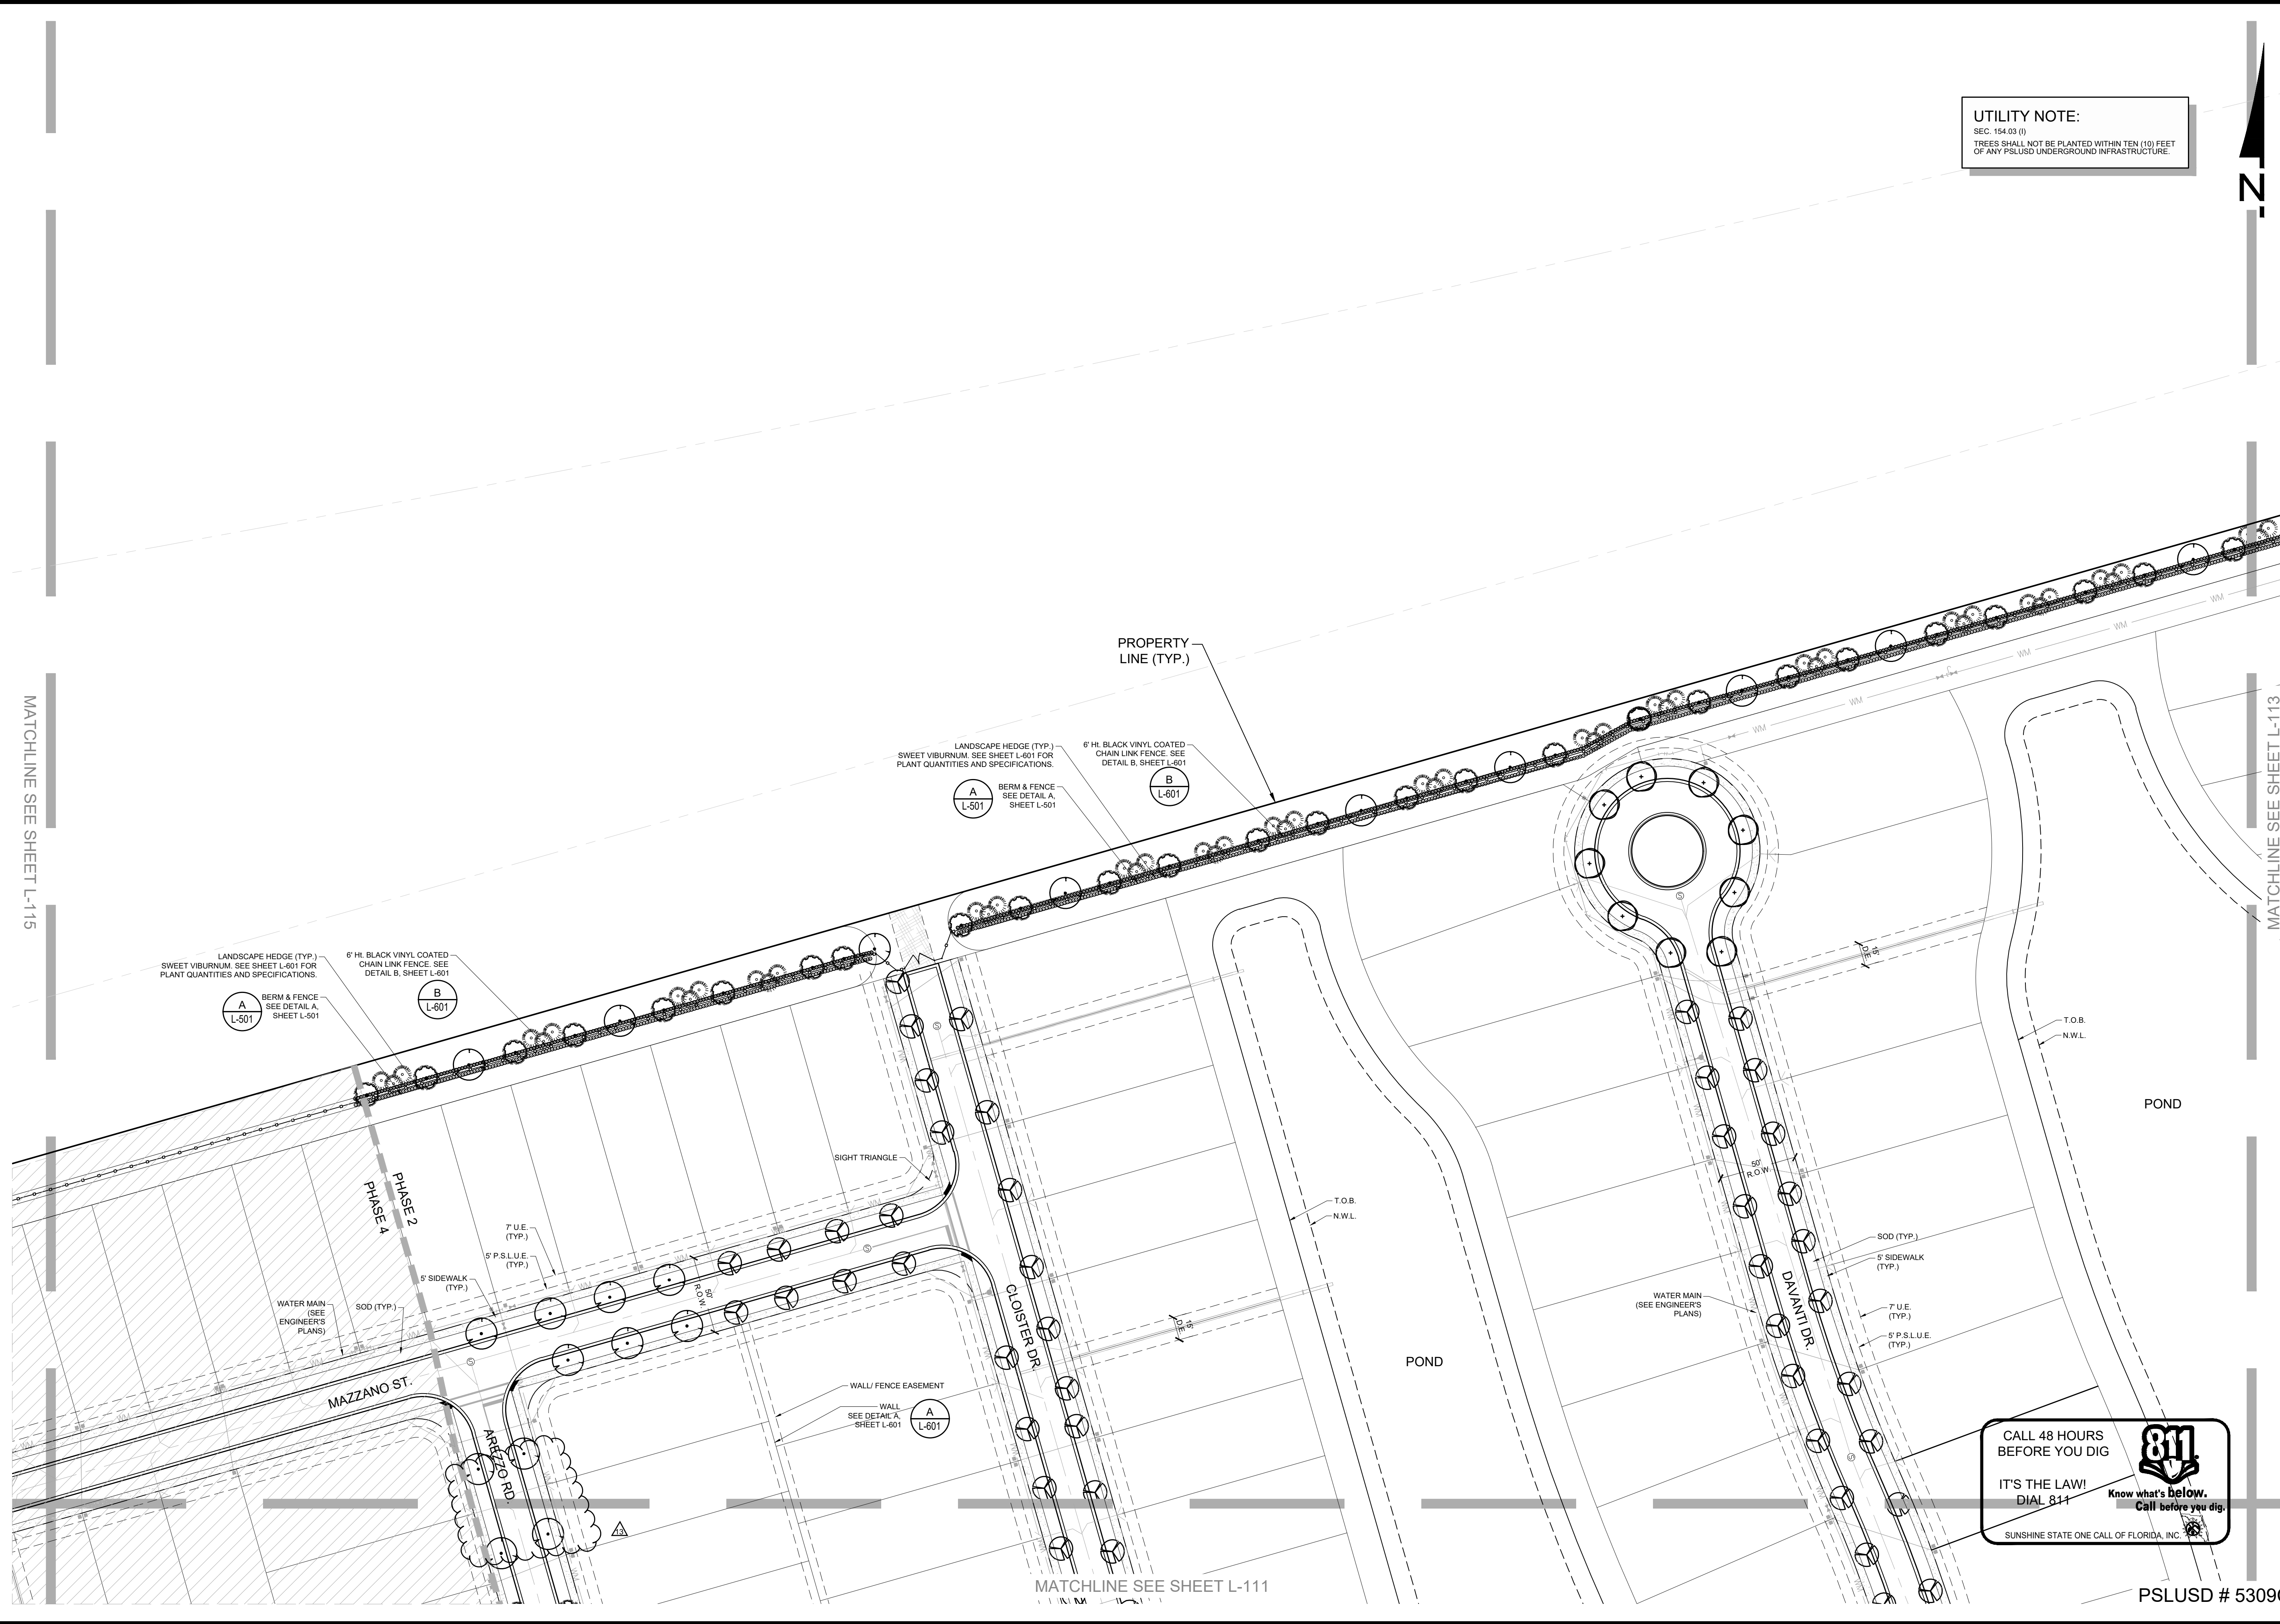 UTILITY NOTE:
SEC. 154.03 (I)
TREES SHALL NOT BE PLANTED WITHIN TEN (10) FEET
OF ANY PSLUSD UNDERGROUND INFRASTRUCTURE.
N
MATCHLINE SEE SHEET L-115
MATCHLINE SEE SHEET L-113
PROPERTY
LINE (TYP.)
LANDSCAPE HEDGE (TYP.)
SWEET VIBURNUM. SEE SHEET L-601 FOR
PLANT QUANTITIES AND SPECIFICATIONS.
6' Ht. BLACK VINYL COATED
CHAIN LINK FENCE. SEE
DETAIL B, SHEET L-601
B
L-601
A
L-501
BERM & FENCE
SEE DETAIL A,
SHEET L-501
LANDSCAPE HEDGE (TYP.)
SWEET VIBURNUM. SEE SHEET L-601 FOR
PLANT QUANTITIES AND SPECIFICATIONS.
6' Ht. BLACK VINYL COATED
CHAIN LINK FENCE. SEE
DETAIL B, SHEET L-601
B
L-601
A
L-501
BERM & FENCE
SEE DETAIL A,
SHEET L-501
WM
WM
WM
WM
WM
15'
D.E.
T.O.B.
N.W.L.
POND
SIGHT TRIANGLE
PHASE 2
PHASE 4
7' U.E.
(TYP.)
5' P.S.L.U.E.
(TYP.)
5' SIDEWALK
(TYP.)
WATER MAIN
(SEE
ENGINEER'S
PLANS)
SOD (TYP.)
50'
R.O.W.
MAZZANO ST.
AREZZO RD.
CLOISTER DR.
15'
D.E.
T.O.B.
N.W.L.
POND
WALL/ FENCE EASEMENT
WALL
SEE DETAIL A,
SHEET L-601
A
L-601
13
50'
R.O.W.
DAVANTI DR.
WATER MAIN
(SEE ENGINEER'S
PLANS)
SOD (TYP.)
5' SIDEWALK
(TYP.)
7' U.E.
(TYP.)
5' P.S.L.U.E.
(TYP.)
CALL 48 HOURS
BEFORE YOU DIG
IT'S THE LAW!
DIAL 811
811
Know what's below.
Call before you dig.
SUNSHINE STATE ONE CALL OF FLORIDA, INC.
MATCHLINE SEE SHEET L-111
PSLUSD # 5309